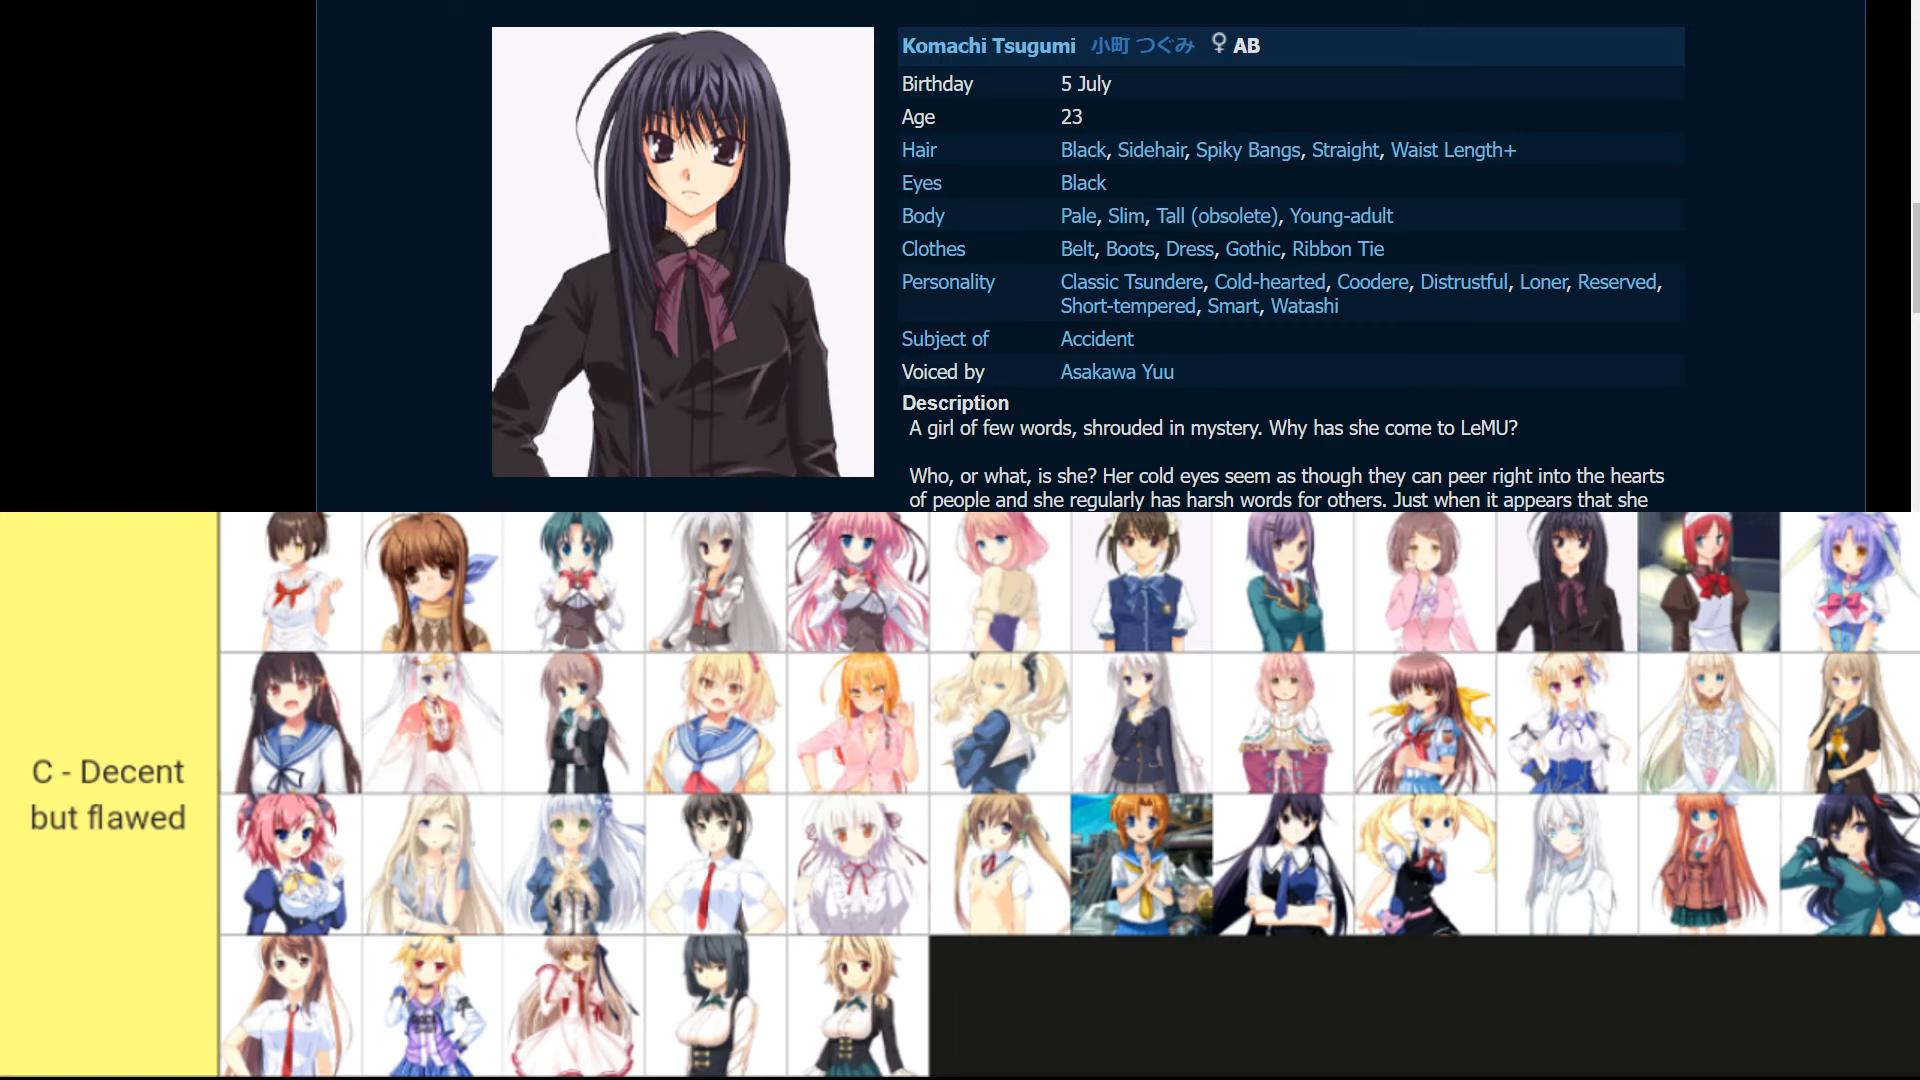 Komachi Tsugumi 小町 つぐみ ♀ AB
Birthday 5 July
Age 23
Hair Black, Sidehair, Spiky Bangs, Straight, Waist Length+
Eyes Black
Body Pale, Slim, Tall (obsolete), Young-adult
Clothes Belt, Boots, Dress, Gothic, Ribbon Tie
Personality Classic Tsundere, Cold-hearted, Coodere, Distrustful, Loner, Reserved,
Short-tempered, Smart, Watashi
Subject of Accident
Voiced by Asakawa Yuu
Description
A girl of few words, shrouded in mystery. Why has she come to LeMU?
Who, or what, is she? Her cold eyes seem as though they can peer right into the hearts
of people and she regularly has harsh words for others. Just when it appears that she
C - Decent
but flawed